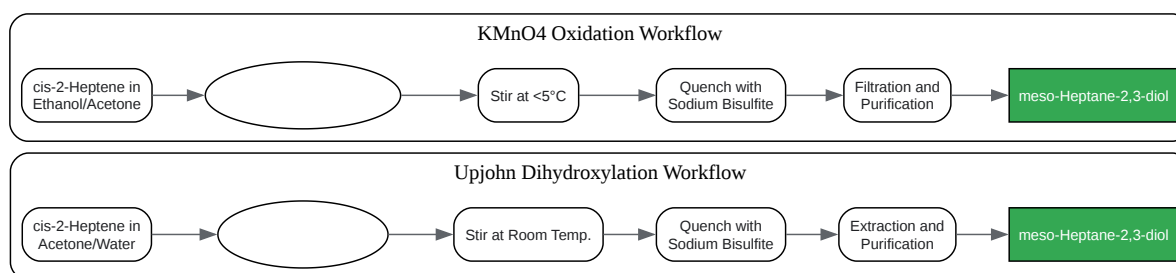 KMnO4 Oxidation Workflow
cis-2-Heptene in
Ethanol/Acetone
Stir at <5°C
Quench with
Sodium Bisulfite
Filtration and
Purification
meso-Heptane-2,3-diol
Upjohn Dihydroxylation Workflow
cis-2-Heptene in
Acetone/Water
Stir at Room Temp.
Quench with
Sodium Bisulfite
Extraction and
Purification
meso-Heptane-2,3-diol